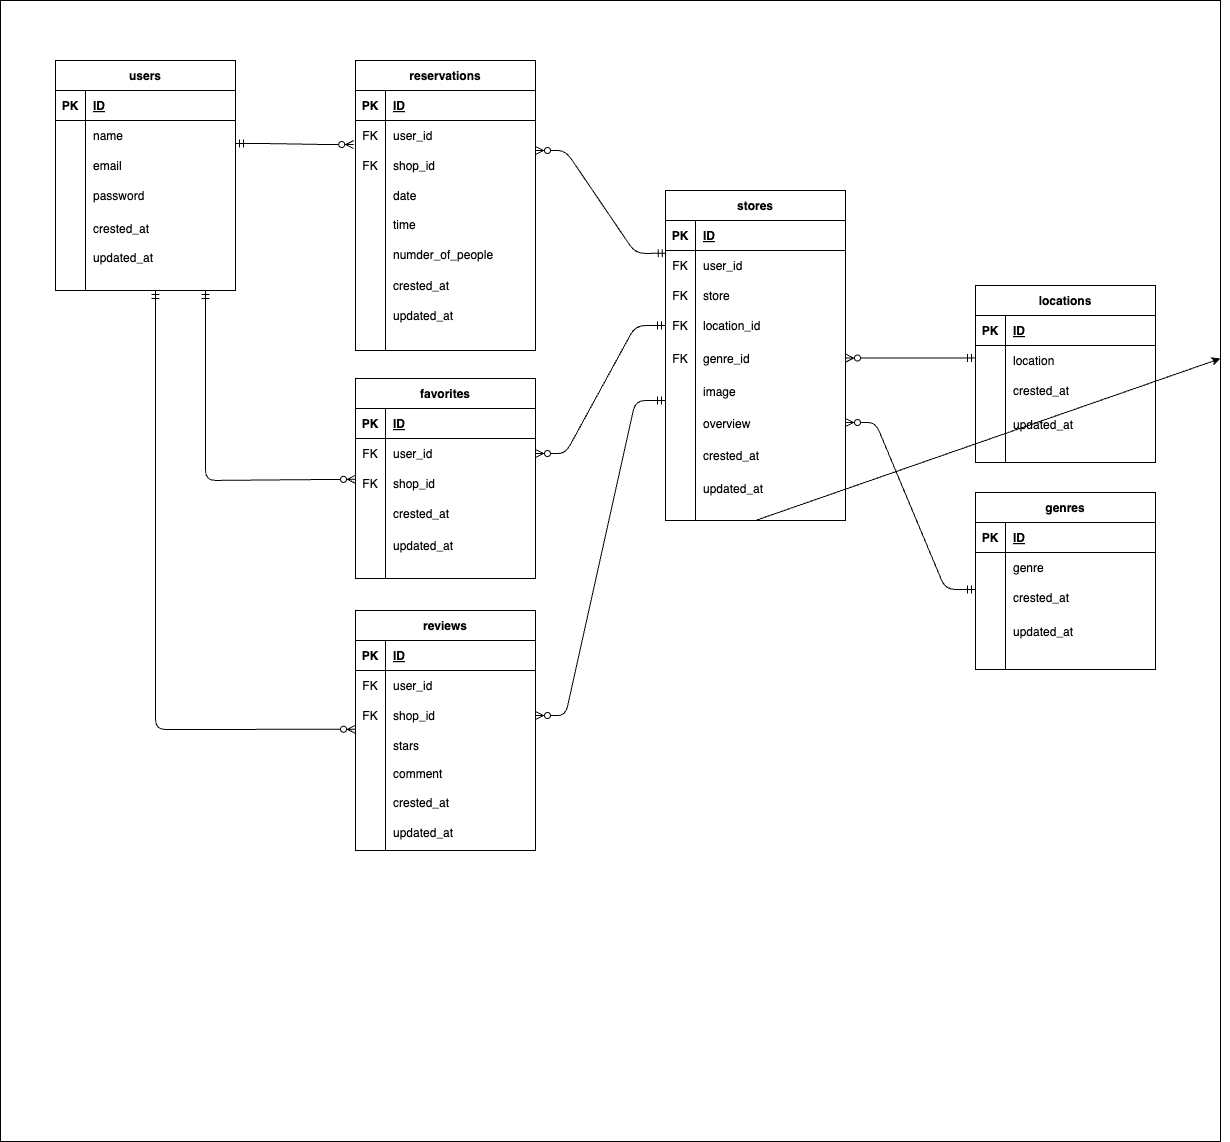 users
PK ID
name
email
password
crested_at
updated_at
reservations
PK ID
FK user_id
FK shop_id
date
time
numder_of_people
crested_at
updated_at
favorites
PK ID
FK user_id
FK shop_id
crested_at
updated_at
reviews
PK ID
FK user_id
FK shop_id
stars
comment
crested_at
updated_at
stores
PK ID
FK user_id
FK store
FK location_id
FK genre_id
image
overview
crested_at
updated_at
locations
PK ID
location
crested_at
updated_at
genres
PK ID
genre
crested_at
updated_at